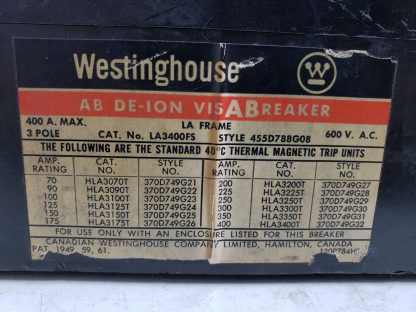 Westinghouse
W
AB DE-ION VISABREAKER
400 A. MAX. LA FRAME
3 POLE CAT. No. LA3400FS STYLE 455D788G08 600 V. A.C.
THE FOLLOWING ARE THE STANDARD 40°C THERMAL MAGNETIC TRIP UNITS
AMP. RATING CAT. NO. STYLE NO. AMP. RATING CAT. NO. STYLE NO.
70 HLA3070T 370D749G21 200 HLA3200T 370D749G27
90 HLA3090T 370D749G22 225 HLA3225T 370D749G28
100 HLA3100T 370D749G23 250 HLA3250T 370D749G29
125 HLA3125T 370D749G24 300 HLA3300T 370D749G30
150 HLA3150T 370D749G25 350 HLA3350T 370D749G31
175 HLA3175T 370D749G26 400 HLA3400T 370D749G32
FOR USE ONLY WITH AN ENCLOSURE LISTED FOR THIS BREAKER
CANADIAN WESTINGHOUSE COMPANY LIMITED, HAMILTON, CANADA
PAT. 1949 59, 61.